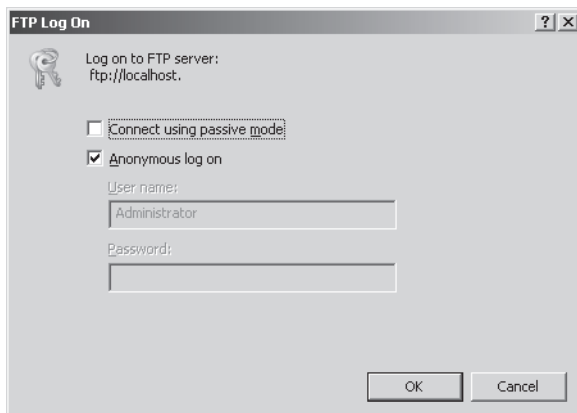 FTP Log On
Log on to FTP server:
ftp://localhost.
Connect using passive mode
Anonymous log on
User name:
Administrator
Password:
OK Cancel